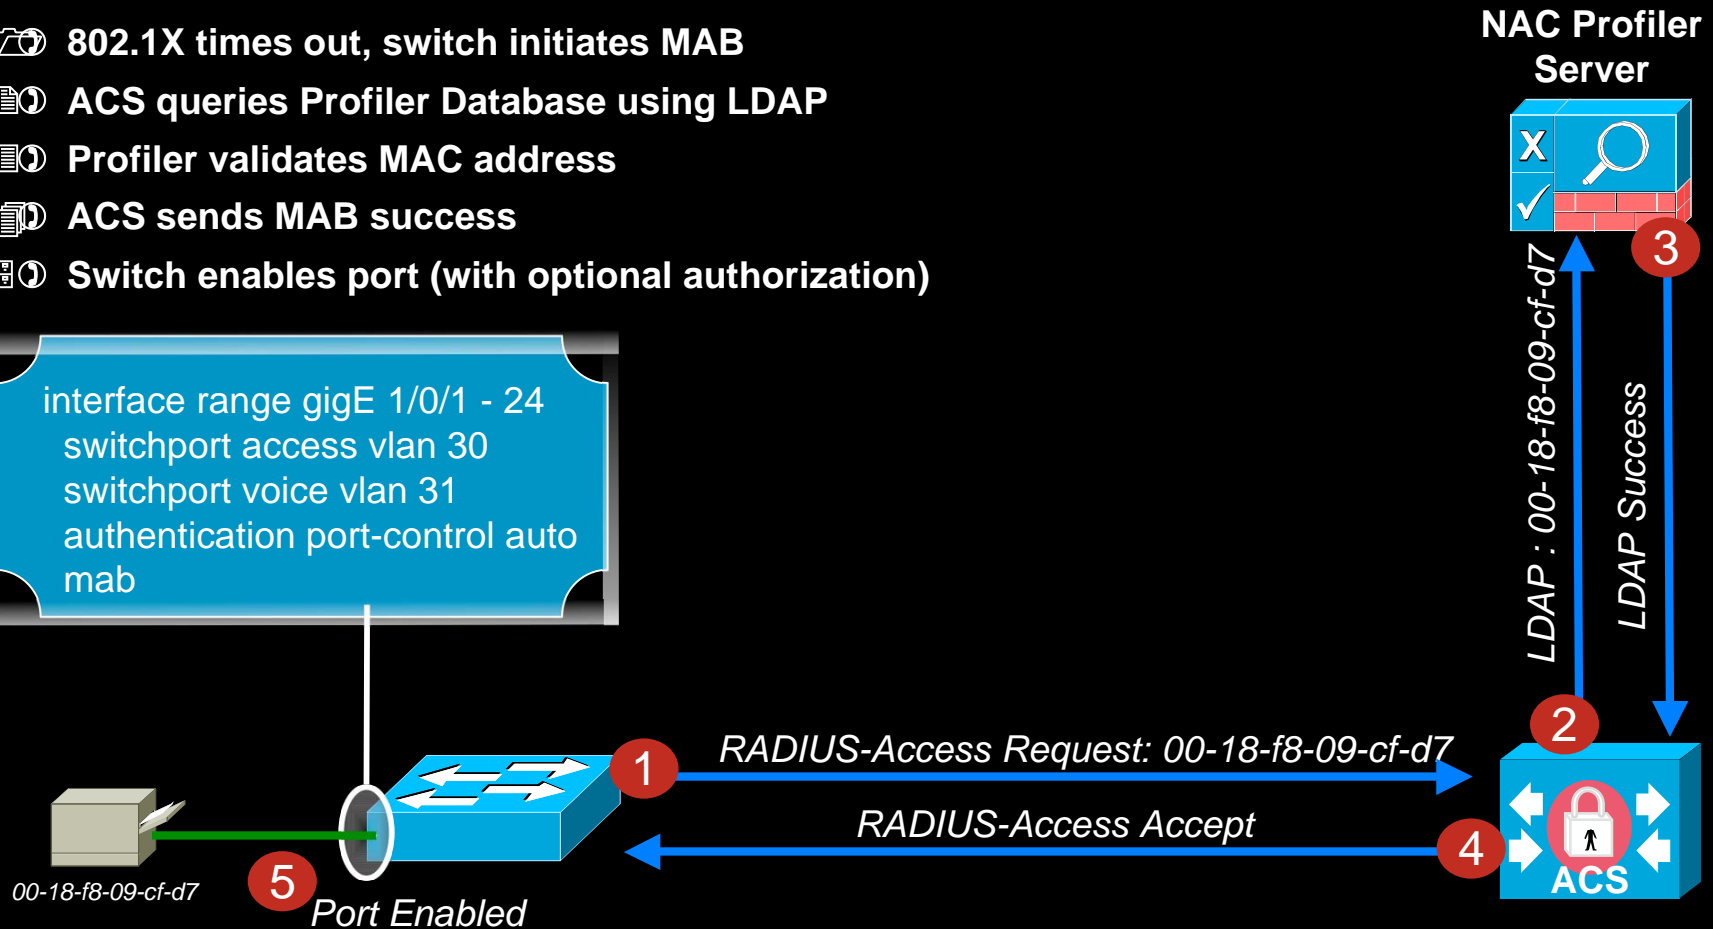 802.1X times out, switch initiates MAB
ACS queries Profiler Database using LDAP
Profiler validates MAC address
ACS sends MAB success
Switch enables port (with optional authorization)
NAC Profiler
Server
X
3
LDAP : 00-18-f8-09-cf-d7
LDAP Success
interface range gigE 1/0/1 - 24
switchport access vlan 30
switchport voice vlan 31
authentication port-control auto
mab
2
1
RADIUS-Access Request: 00-18-f8-09-cf-d7
RADIUS-Access Accept
4
ACS
00-18-f8-09-cf-d7
5
Port Enabled